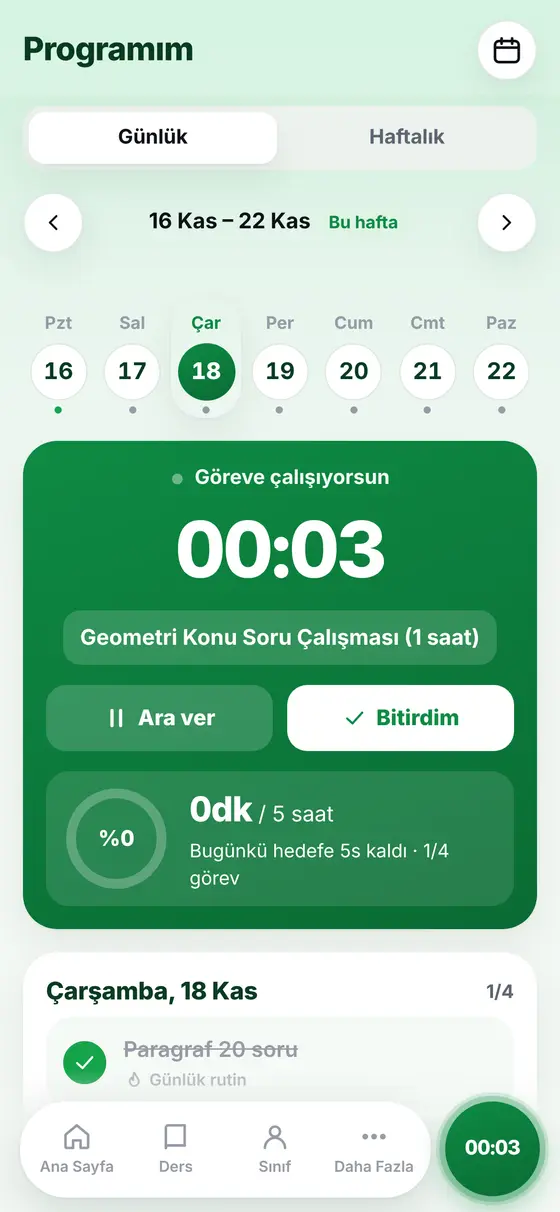 Programım
Günlük
Haftalık
16 Kas – 22 Kas Bu hafta
Pzt Sal Çar Per Cum Cmt Paz
16 17 18 19 20 21 22
Göreve çalışıyorsun
00:03
Geometri Konu Soru Çalışması (1 saat)
Ara ver
Bitirdim
%0
0dk / 5 saat
Bugünkü hedefe 5s kaldı · 1/4
görev
Çarşamba, 18 Kas
1/4
Paragraf 20 soru
Günlük rutin
Ana Sayfa
Ders
Sınıf
Daha Fazla
00:03